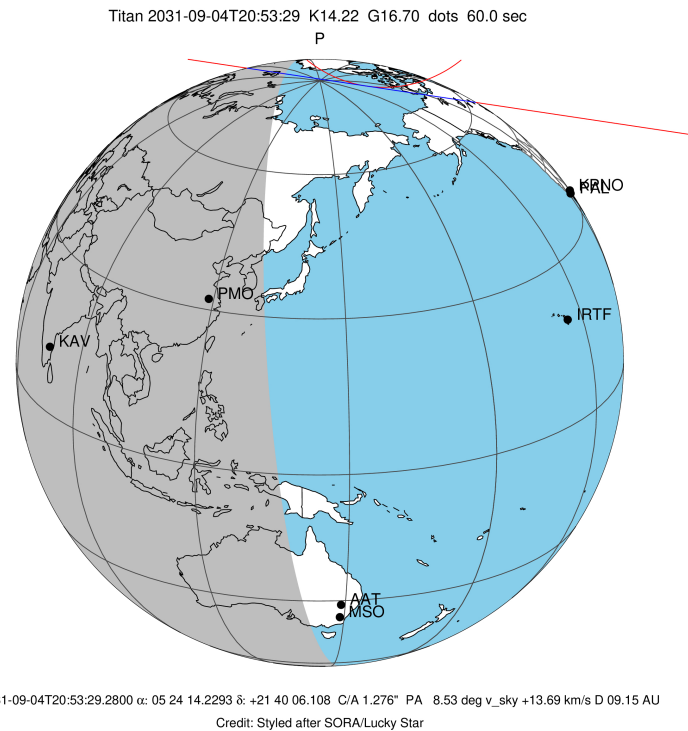 Titan 2031-09-04T20:53:29 K14.22 G16.70 dots 60.0 sec
P
KPNO
IRTF
PMO
KAV
AAT
MSO
1-09-04T20:53:29.2800 α: 05 24 14.2293 δ: +21 40 06.108 C/A 1.276" PA 8.53 deg v_sky +13.69 km/s D 09.15 AU
Credit: Styled after SORA/Lucky Star